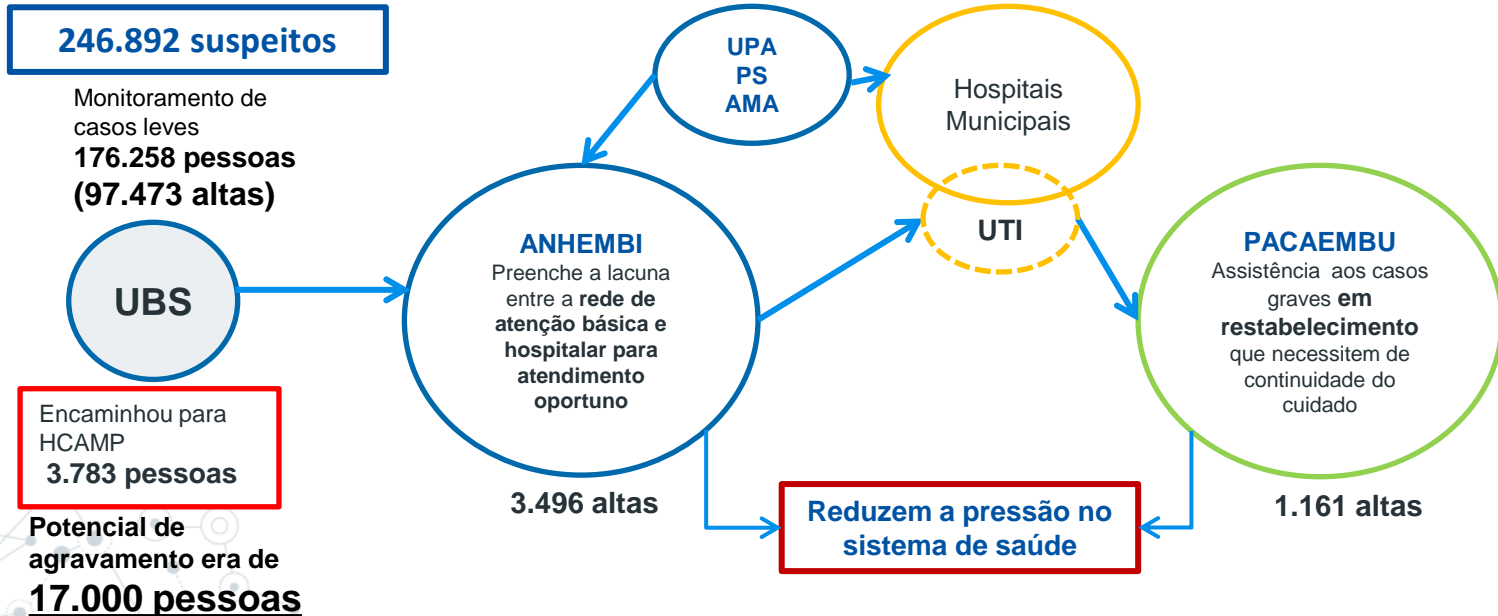 246.892 suspeitos
Monitoramento de
casos leves
176.258 pessoas
(97.473 altas)
UBS
Encaminhou para
HCAMP
3.783 pessoas
Potencial de
agravamento era de
17.000 pessoas
UPA
PS
AMA
Hospitais
Municipais
UTI
ANHEMBI
Preenche a lacuna
entre a rede de
atenção básica e
hospitalar para
atendimento
oportuno
3.496 altas
PACAEMBU
Assistência aos casos
graves em
restabelecimento
que necessitem de
continuidade do
cuidado
1.161 altas
Reduzem a pressão no
sistema de saúde